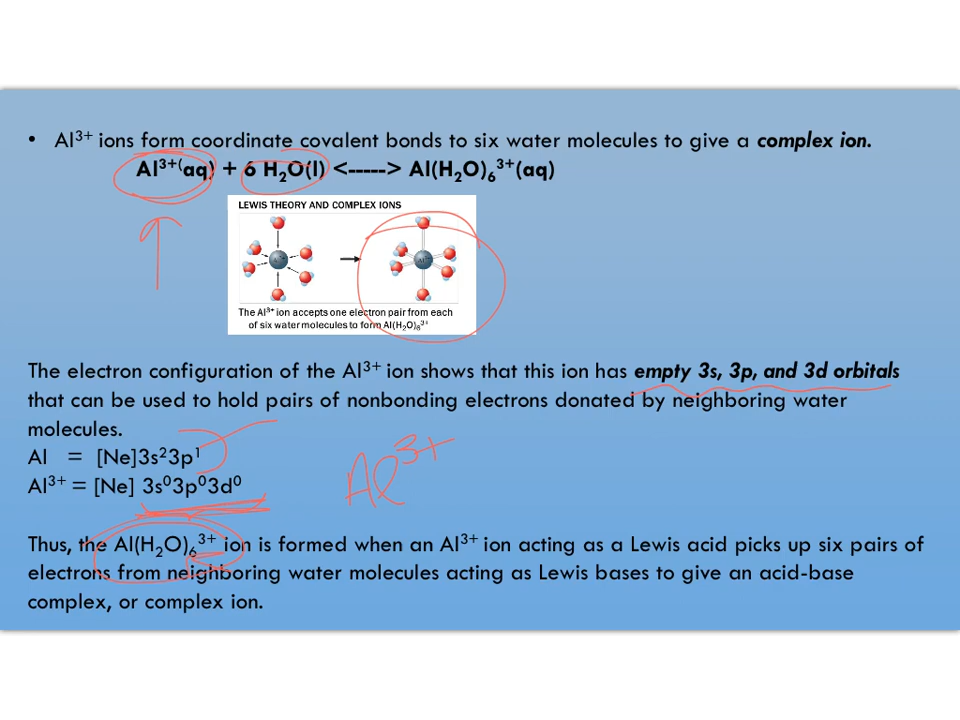 • Al³⁺ ions form coordinate covalent bonds to six water molecules to give a complex ion.
Al³⁺⁽aq) + 6 H₂O(l) <-----> Al(H₂O)₆³⁺(aq)
LEWIS THEORY AND COMPLEX IONS
The Al³⁺ ion accepts one electron pair from each
of six water molecules to form Al(H₂O)₆³⁺
The electron configuration of the Al³⁺ ion shows that this ion has empty 3s, 3p, and 3d orbitals
that can be used to hold pairs of nonbonding electrons donated by neighboring water
molecules.
Al = [Ne]3s²3p¹
Al³⁺ = [Ne] 3s⁰3p⁰3d⁰
Al³⁺
Thus, the Al(H₂O)₆³⁺ ion is formed when an Al³⁺ ion acting as a Lewis acid picks up six pairs of
electrons from neighboring water molecules acting as Lewis bases to give an acid-base
complex, or complex ion.